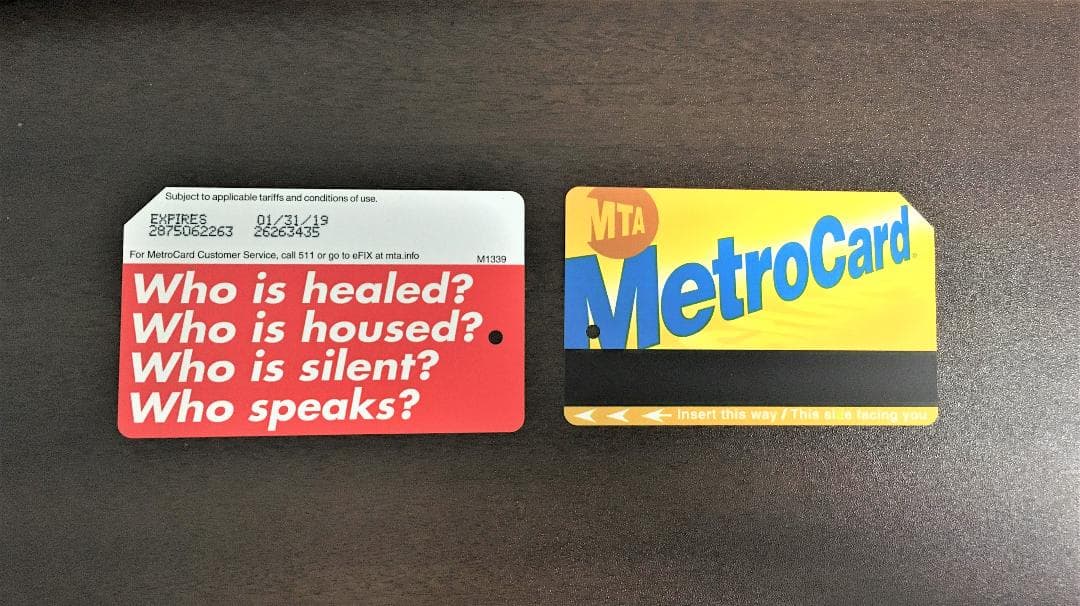 Subject to applicable tariffs and conditions of use.
EXPIRES 01/31/19
2875062263 26263435
For MetroCard Customer Service, call 511 or go to eFIX at mta.info M1339
Who is healed?
Who is housed?
Who is silent?
Who speaks?
MTA
MetroCard
Insert this way / This side facing you